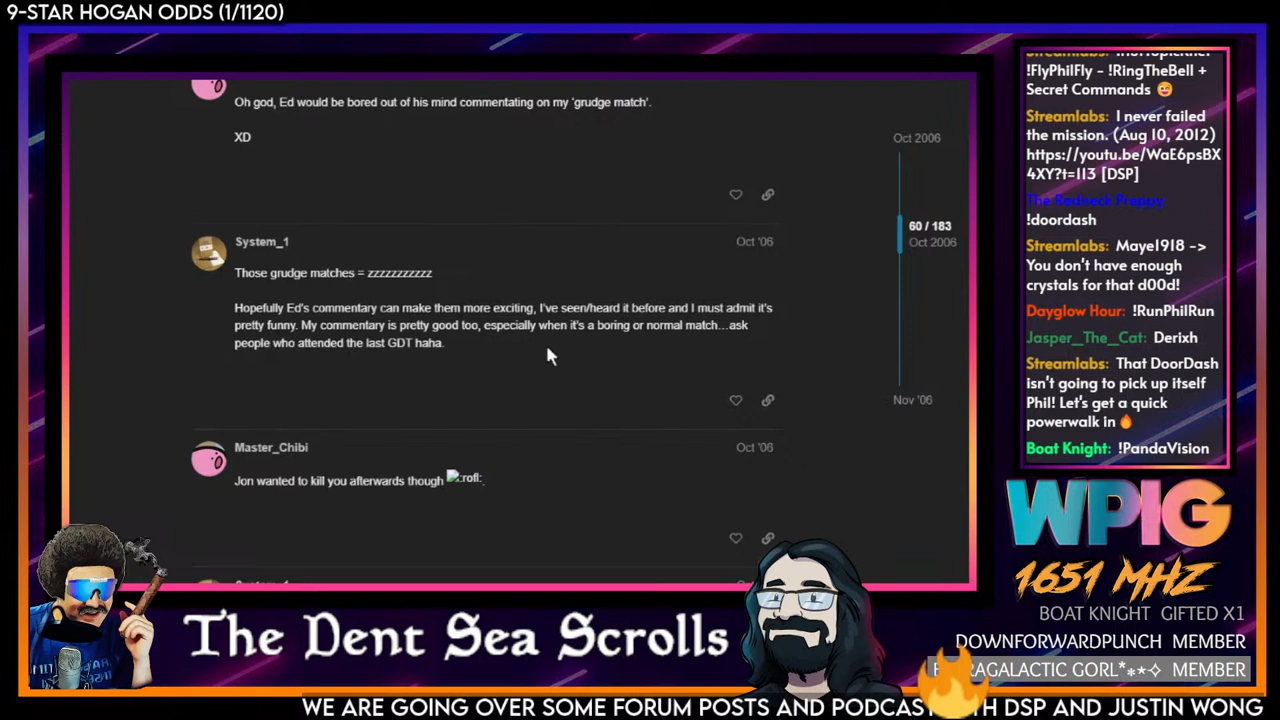 9-STAR HOGAN ODDS (1/1120)
Oh god, Ed would be bored out of his mind commentating on my 'grudge match'.
XD
Oct 2006
60 / 183
Oct 2006
Nov '06
System_1
Oct '06
Those grudge matches = zzzzzzzzzzz
Hopefully Ed's commentary can make them more exciting, I've seen/heard it before and I must admit it's
pretty funny. My commentary is pretty good too, especially when it's a boring or normal match...ask
people who attended the last GDT haha.
Master_Chibi
Oct '06
Jon wanted to kill you afterwards though :rofl:.
Streamlabs:
!FlyPhilFly - !RingTheBell +
Secret Commands
Streamlabs: I never failed
the mission. (Aug 10, 2012)
https://youtu.be/WaE6psBX
4XY?t=113 [DSP]
The Redneck Preppy:
!doordash
Streamlabs: Maye1918 ->
You don't have enough
crystals for that d00d!
Dayglow Hour: !RunPhilRun
Jasper_The_Cat: Derixh
Streamlabs: That DoorDash
isn't going to pick up itself
Phil! Let's get a quick
powerwalk in
Boat Knight: !PandaVision
WPIG
1651 MHZ
BOAT KNIGHT GIFTED X1
DOWNFORWARDPUNCH MEMBER
GORL*⁎⋆✧ MEMBER
The Dent Sea Scrolls
WE ARE GOING OVER SOME FORUM POSTS AND PODCAST DSP AND JUSTIN WONG